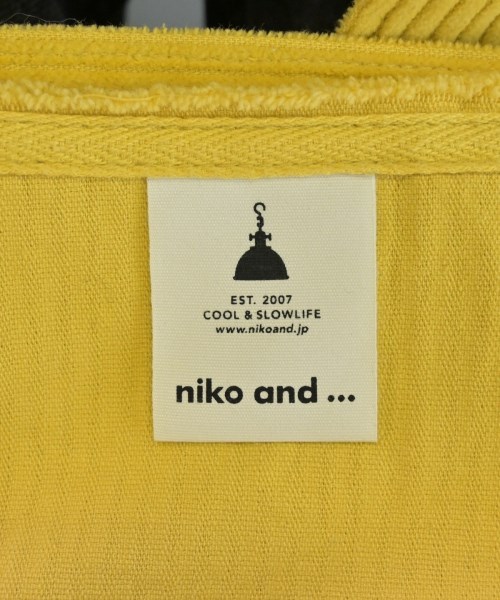 EST. 2007
COOL & SLOWLIFE
www.nikoand.jp
niko and ...